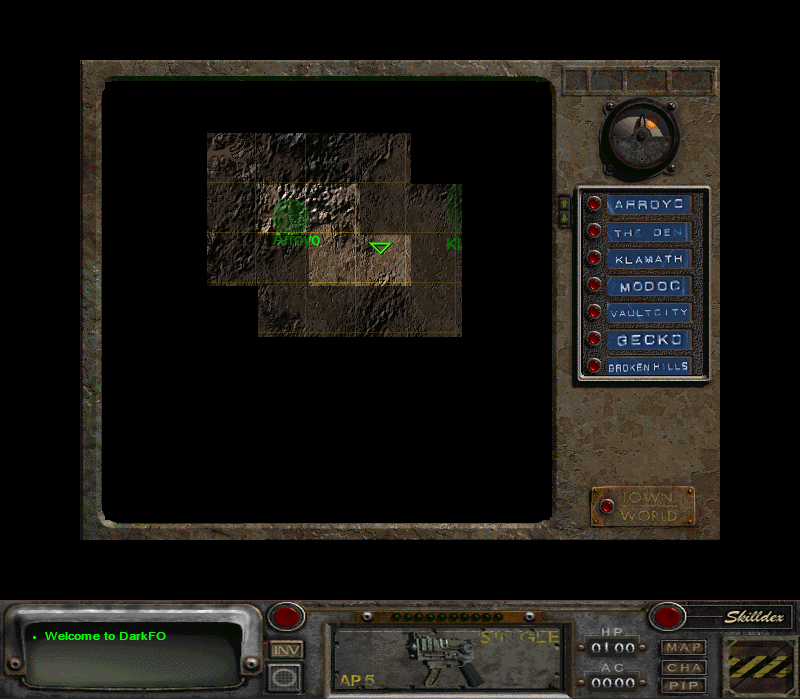 ARROYO
Arroyo
THE DEN
Kl
KLAMATH
MODOC
VAULTCITY
GECKO
BROKEN HILLS
TOWN
WORLD
Welcome to DarkFO
INV
SINGLE
AP 5
HP
0100
AC
0000
Skilldex
MAP
CHA
PIP